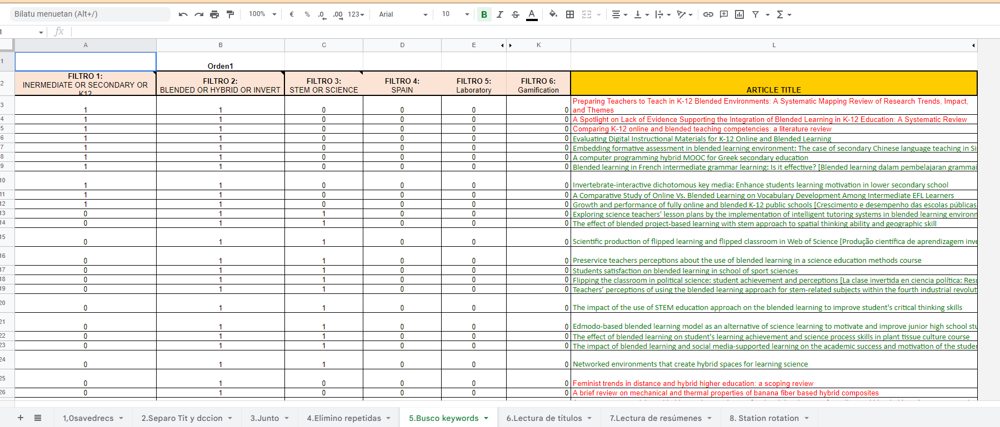 Bilatu menuetan (Alt+/) 100% € % .0 .00 123 Arial 10 B I S A Σ
1 fx
A B C D E K L
1 Orden1
FILTRO 1: FILTRO 2: FILTRO 3: FILTRO 4: FILTRO 5: FILTRO 6:
2 INERMEDIATE OR SECONDARY OR K12 BLENDED OR HYBRID OR INVERT STEM OR SCIENCE SPAIN Laboratory Gamification ARTICLE TITLE
3 1 1 0 0 0 0 Preparing Teachers to Teach in K-12 Blended Environments: A Systematic Mapping Review of Research Trends, Impact,
and Themes
4 1 1 0 0 0 0 A Spotlight on Lack of Evidence Supporting the Integration of Blended Learning in K-12 Education: A Systematic Review
5 1 1 0 0 0 0 Comparing K-12 online and blended teaching competencies: a literature review
6 1 1 0 0 0 0 Evaluating Digital Instructional Materials for K-12 Online and Blended Learning
7 1 1 0 0 0 0 Embedding formative assessment in blended learning environment: The case of secondary Chinese language teaching in Si
8 1 1 0 0 0 0 A computer programming hybrid MOOC for Greek secondary education
9 1 1 0 0 0 0 Blended learning in French intermediate grammar learning: Is it effective? [Blended learning dalam pembelajaran grammai
10 1 1 0 0 0 0 Invertebrate-interactive dichotomous key media: Enhance students learning motivation in lower secondary school
11 1 1 0 0 0 0 A Comparative Study of Online Vs. Blended Learning on Vocabulary Development Among Intermediate EFL Learners
12 1 1 0 0 0 0 Growth and performance of fully online and blended K-12 public schools [Crescimento e desempenho das escolas públicas
13 0 1 1 0 0 0 Exploring science teachers' lesson plans by the implementation of intelligent tutoring systems in blended learning environm
14 0 1 1 0 0 0 The effect of blended project-based learning with stem approach to spatial thinking ability and geographic skill
15 0 1 1 0 0 0 Scientific production of flipped learning and flipped classroom in Web of Science [Produção científica de aprendizagem inve
16 0 1 1 0 0 0 Preservice teachers perceptions about the use of blended learning in a science education methods course
17 0 1 1 0 0 0 Students satisfaction on blended learning in school of sport sciences
18 0 1 1 0 0 0 Flipping the classroom in political science: student achievement and perceptions [La clase invertida en ciencia política: Resu
19 0 1 1 0 0 0 Teachers' perceptions of using the blended learning approach for stem-related subjects within the fourth industrial revolut
20 0 1 1 0 0 0 The impact of the use of STEM education approach on the blended learning to improve student's critical thinking skills
21 0 1 1 0 0 0 Edmodo-based blended learning model as an alternative of science learning to motivate and improve junior high school stu
22 0 1 1 0 0 0 The effect of blended learning on student's learning achievement and science process skills in plant tissue culture course
23 0 1 1 0 0 0 The impact of blended learning and social media-supported learning on the academic success and motivation of the studen
24 0 1 1 0 0 0 Networked environments that create hybrid spaces for learning science
25 0 1 0 0 0 0 Feminist trends in distance and hybrid higher education: a scoping review
26 0 1 0 0 0 0 A brief review on mechanical and thermal properties of banana fiber based hybrid composites
+ 1,0savedrecs 2.Separo Tit y dccion 3.Junto 4.Elimino repetidas 5.Busco keywords 6.Lectura de títulos 7.Lectura de resúmenes 8. Station rotation